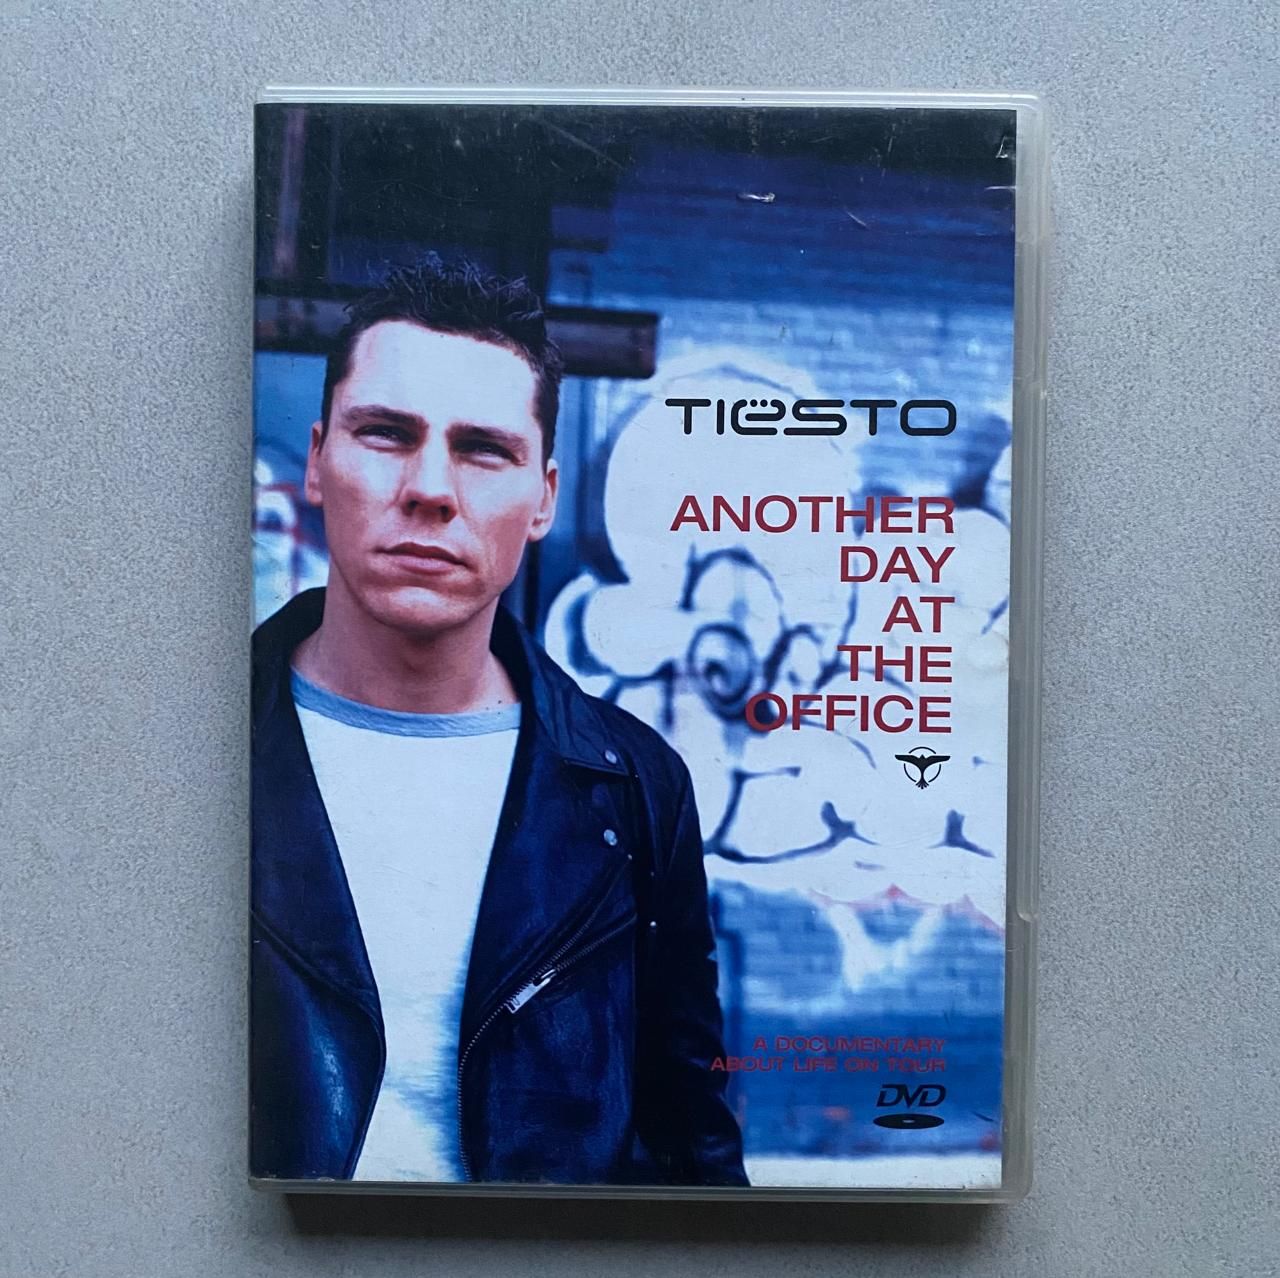 TIËSTO
ANOTHER
DAY
AT
THE
OFFICE
A DOCUMENTARY
ABOUT LIFE ON TOUR
DVD